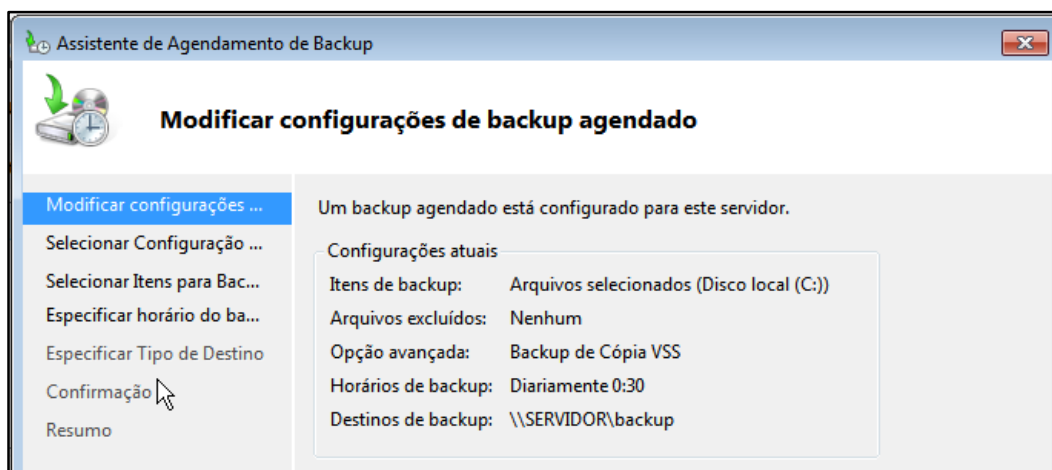 Assistente de Agendamento de Backup
Modificar configurações de backup agendado
Modificar configurações ...
Selecionar Configuração ...
Selecionar Itens para Bac...
Especificar horário do ba...
Especificar Tipo de Destino
Confirmação
Resumo
Um backup agendado está configurado para este servidor.
Configurações atuais
Itens de backup: Arquivos selecionados (Disco local (C:))
Arquivos excluídos: Nenhum
Opção avançada: Backup de Cópia VSS
Horários de backup: Diariamente 0:30
Destinos de backup: \\SERVIDOR\backup